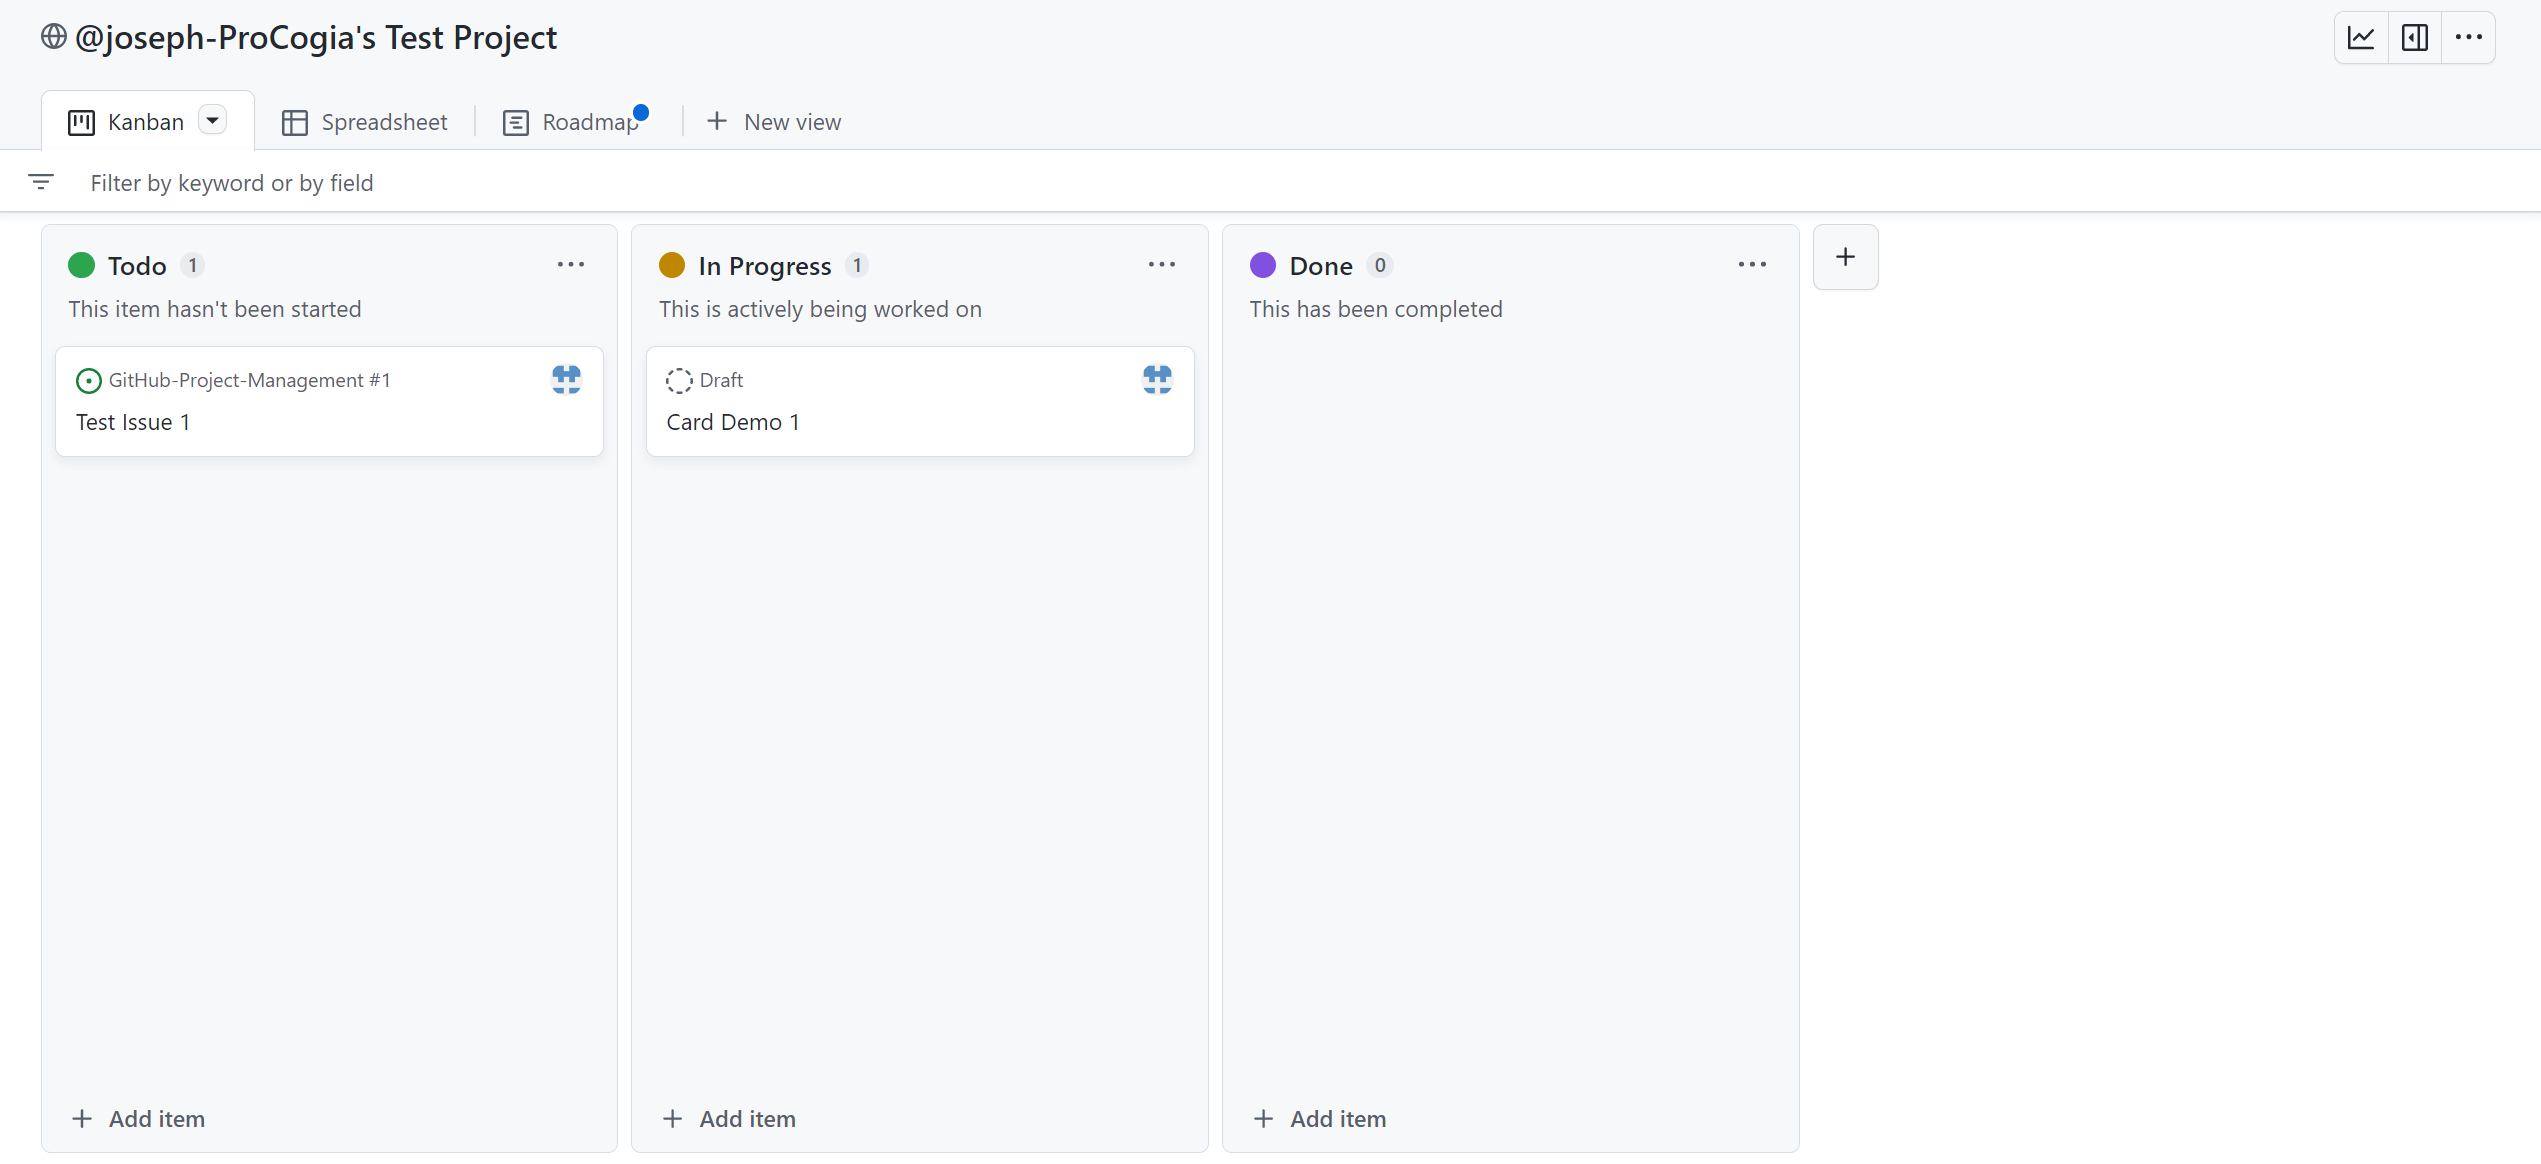 @joseph-ProCogia's Test Project
Kanban
Spreadsheet
Roadmap
New view
Filter by keyword or by field
Todo 1
This item hasn't been started
GitHub-Project-Management #1
Test Issue 1
Add item
In Progress 1
This is actively being worked on
Draft
Card Demo 1
Add item
Done 0
This has been completed
Add item